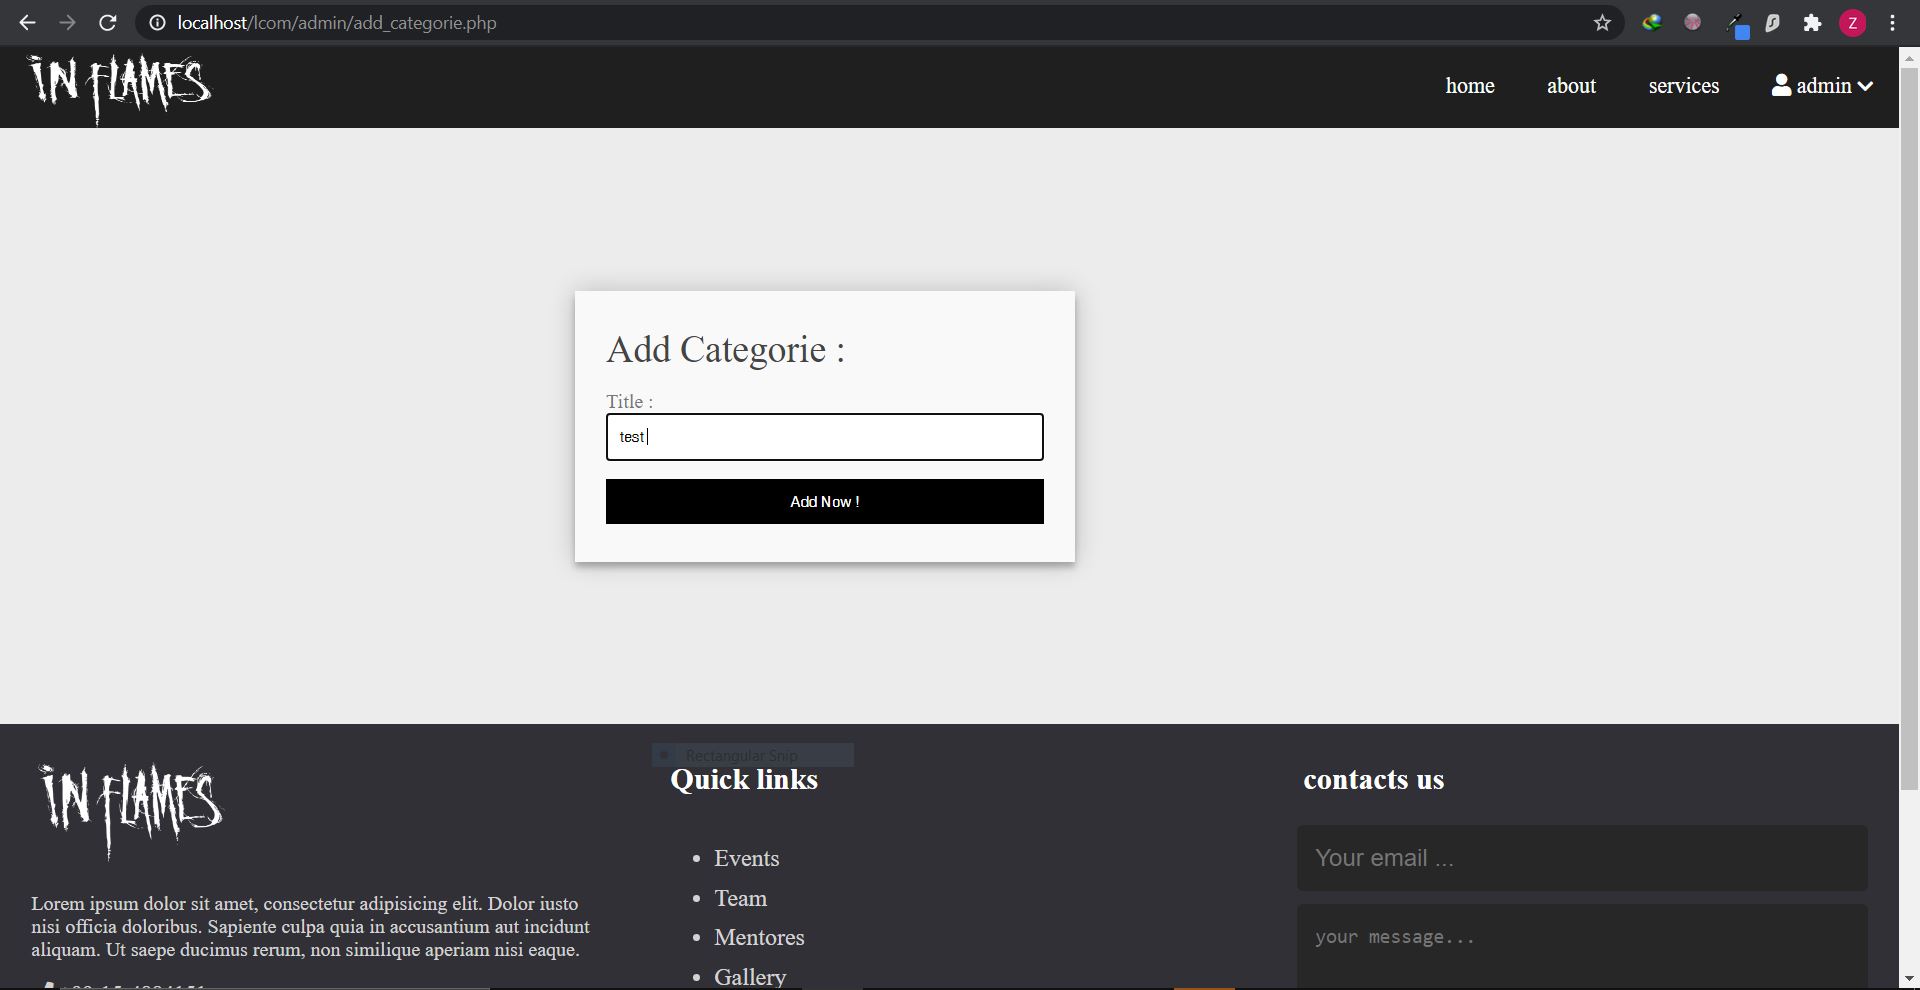 localhost/lcom/admin/add_categorie.php
Z
IN FLAMES
home about services admin
Add Categorie :
Title :
test
Add Now !
Rectangular Snip
IN FLAMES
Quick links
contacts us
Events
Team
Mentores
Gallery
Your email ...
your message...
Lorem ipsum dolor sit amet, consectetur adipisicing elit. Dolor iusto
nisi officia doloribus. Sapiente culpa quia in accusantium aut incidunt
aliquam. Ut saepe ducimus rerum, non similique aperiam nisi eaque.